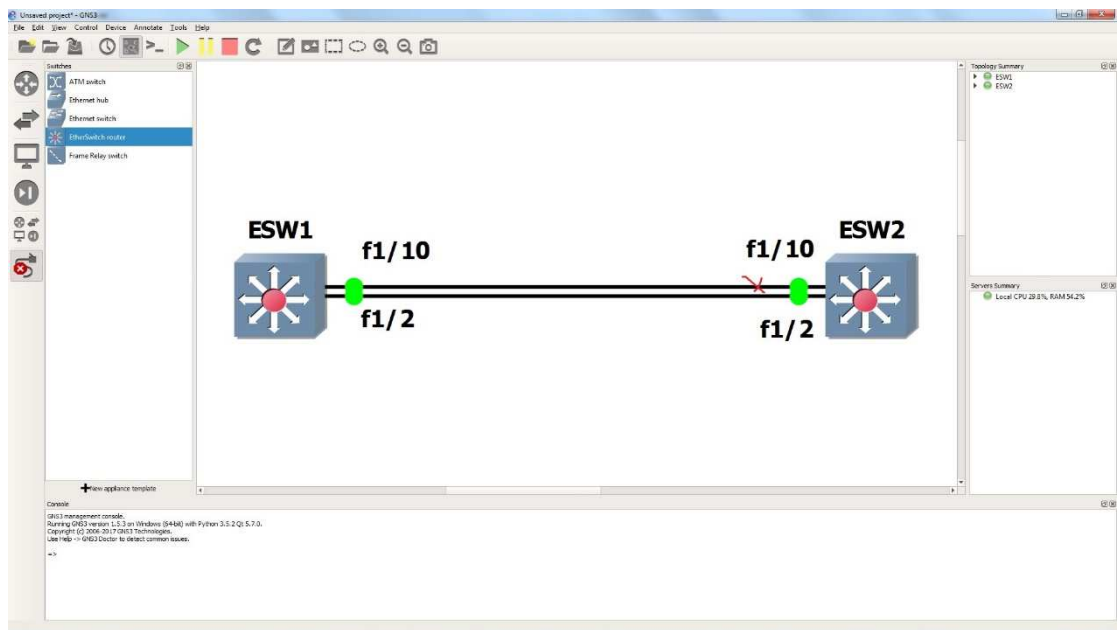 Unsaved project* - GNS3
File Edit View Control Device Annotate Tools Help
Switches
ATM switch
Ethernet hub
Ethernet switch
EtherSwitch router
Frame Relay switch
New appliance template
ESW1
f1/10
f1/2
ESW2
f1/10
f1/2
Topology Summary
ESW1
ESW2
Servers Summary
Local CPU 29.8%, RAM 54.2%
Console
GNS3 management console.
Running GNS3 version 1.5.3 on Windows (64-bit) with Python 3.5.2 Qt 5.7.0.
Copyright (c) 2006-2017 GNS3 Technologies.
Use Help -> GNS3 Doctor to detect common issues.
=>